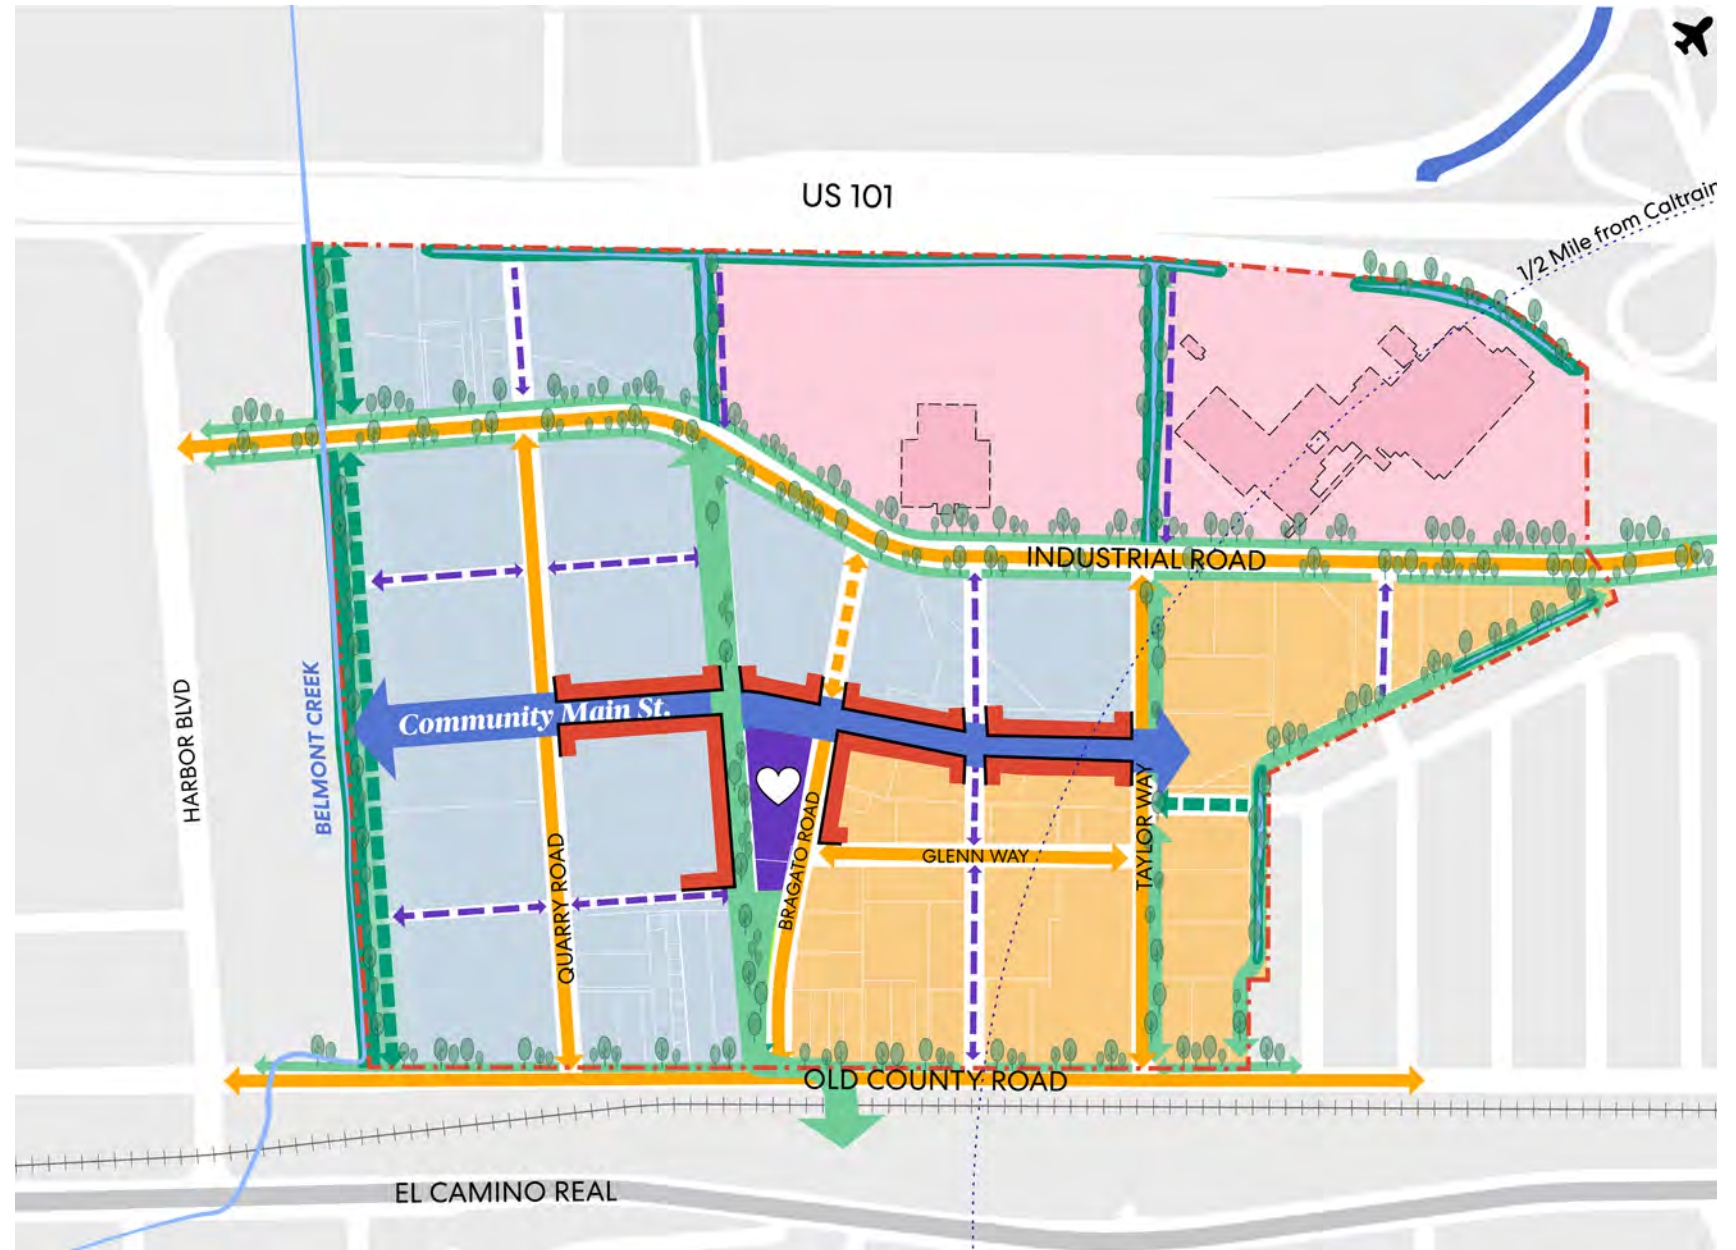 US 101
1/2 Mile from Caltrain
INDUSTRIAL ROAD
HARBOR BLVD
BELMONT CREEK
Community Main St.
QUARRY ROAD
BRAGATO ROAD
GLENN WAY
TAYLOR WAY
OLD COUNTY ROAD
EL CAMINO REAL